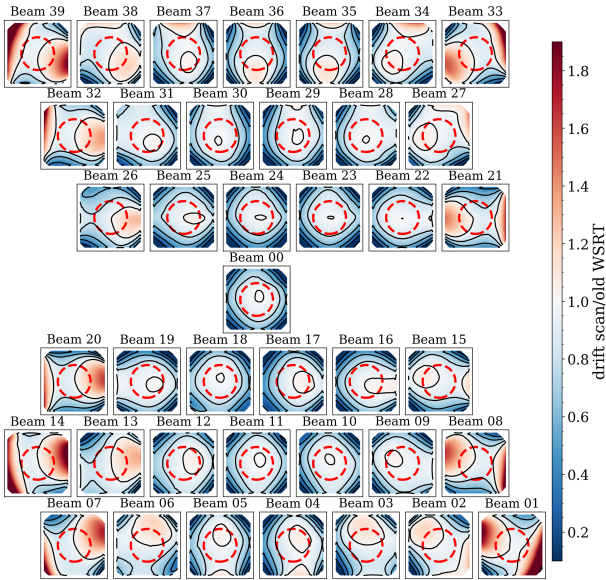 Beam 39 Beam 38 Beam 37 Beam 36 Beam 35 Beam 34 Beam 33
Beam 32 Beam 31 Beam 30 Beam 29 Beam 28 Beam 27
Beam 26 Beam 25 Beam 24 Beam 23 Beam 22 Beam 21
Beam 00
Beam 20 Beam 19 Beam 18 Beam 17 Beam 16 Beam 15
Beam 14 Beam 13 Beam 12 Beam 11 Beam 10 Beam 09 Beam 08
Beam 07 Beam 06 Beam 05 Beam 04 Beam 03 Beam 02 Beam 01
1.8
1.6
1.4
1.2
1.0
0.8
0.6
0.4
0.2
drift scan/old WSRT